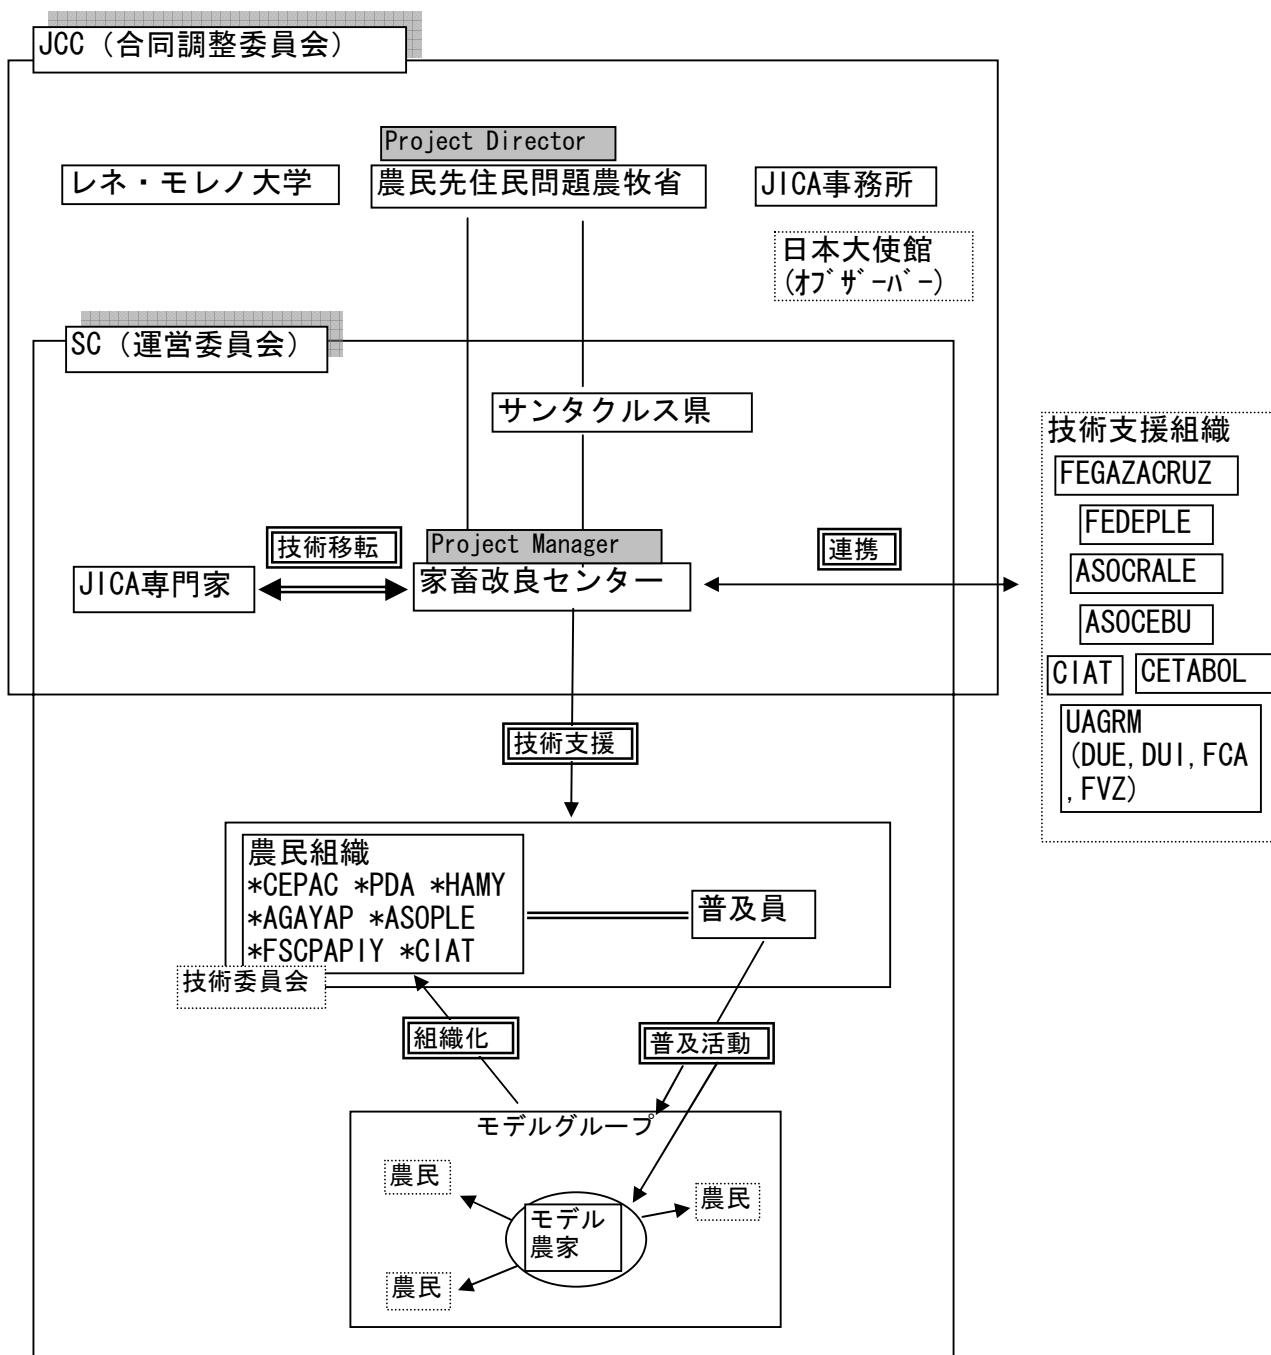 JCC（合同調整委員会）
Project Director
レネ・モレノ大学
農民先住民問題農牧省
JICA事務所
日本大使館
(ｵﾌﾞｻﾞｰﾊﾞｰ)
SC（運営委員会）
サンタクルス県
技術移転
Project Manager
連携
JICA専門家
家畜改良センター
技術支援組織
FEGAZACRUZ
FEDEPLE
ASOCRALE
ASOCEBU
CIAT
CETABOL
UAGRM
(DUE,DUI,FCA
,FVZ)
技術支援
農民組織
*CEPAC *PDA *HAMY
*AGAYAP *ASOPLE
*FSCPAPIY *CIAT
普及員
技術委員会
組織化
普及活動
モデルグループ
農民
農民
モデル
農家
農民